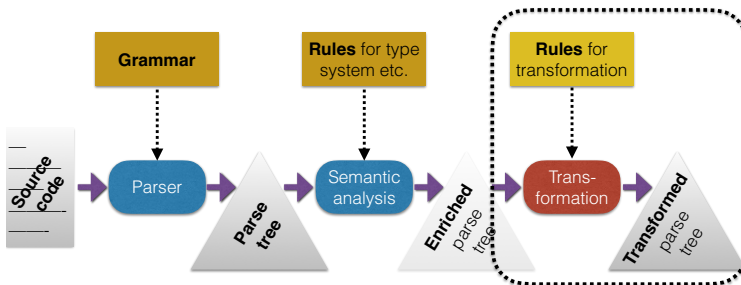 Grammar
Rules for type
system etc.
Rules for
transformation
Source
code
Parser
Parse
tree
Semantic
analysis
Enriched
parse
tree
Trans-
formation
Transformed
parse
tree